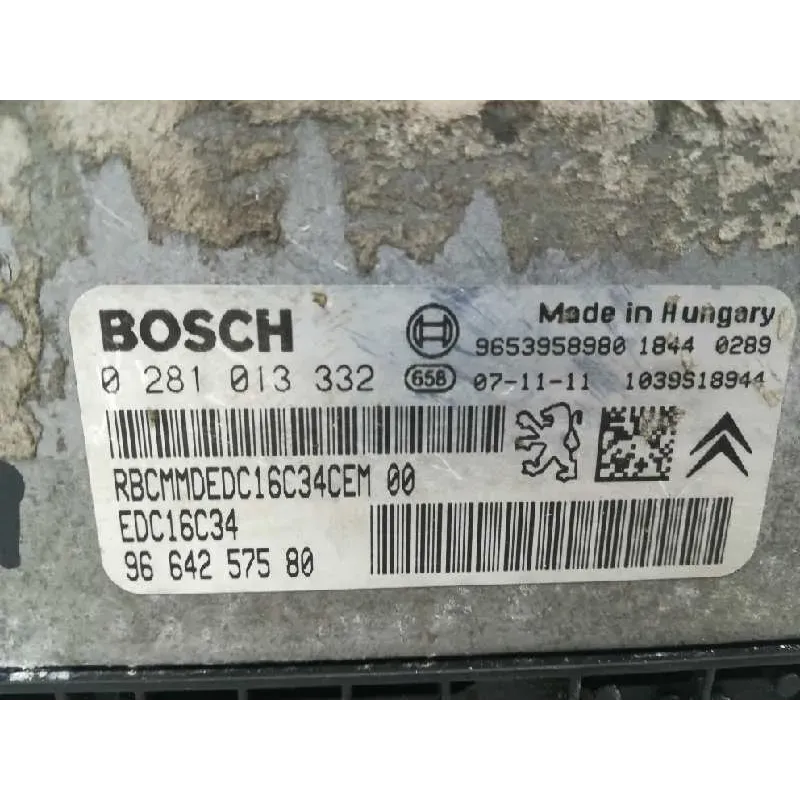 BOSCH
Made in Hungary
9653958980 1844 0289
0 281 013 332 658 07-11-11 1039S18944
RBCMMDEDC16C34CEM 00
EDC16C34
96 642 575 80